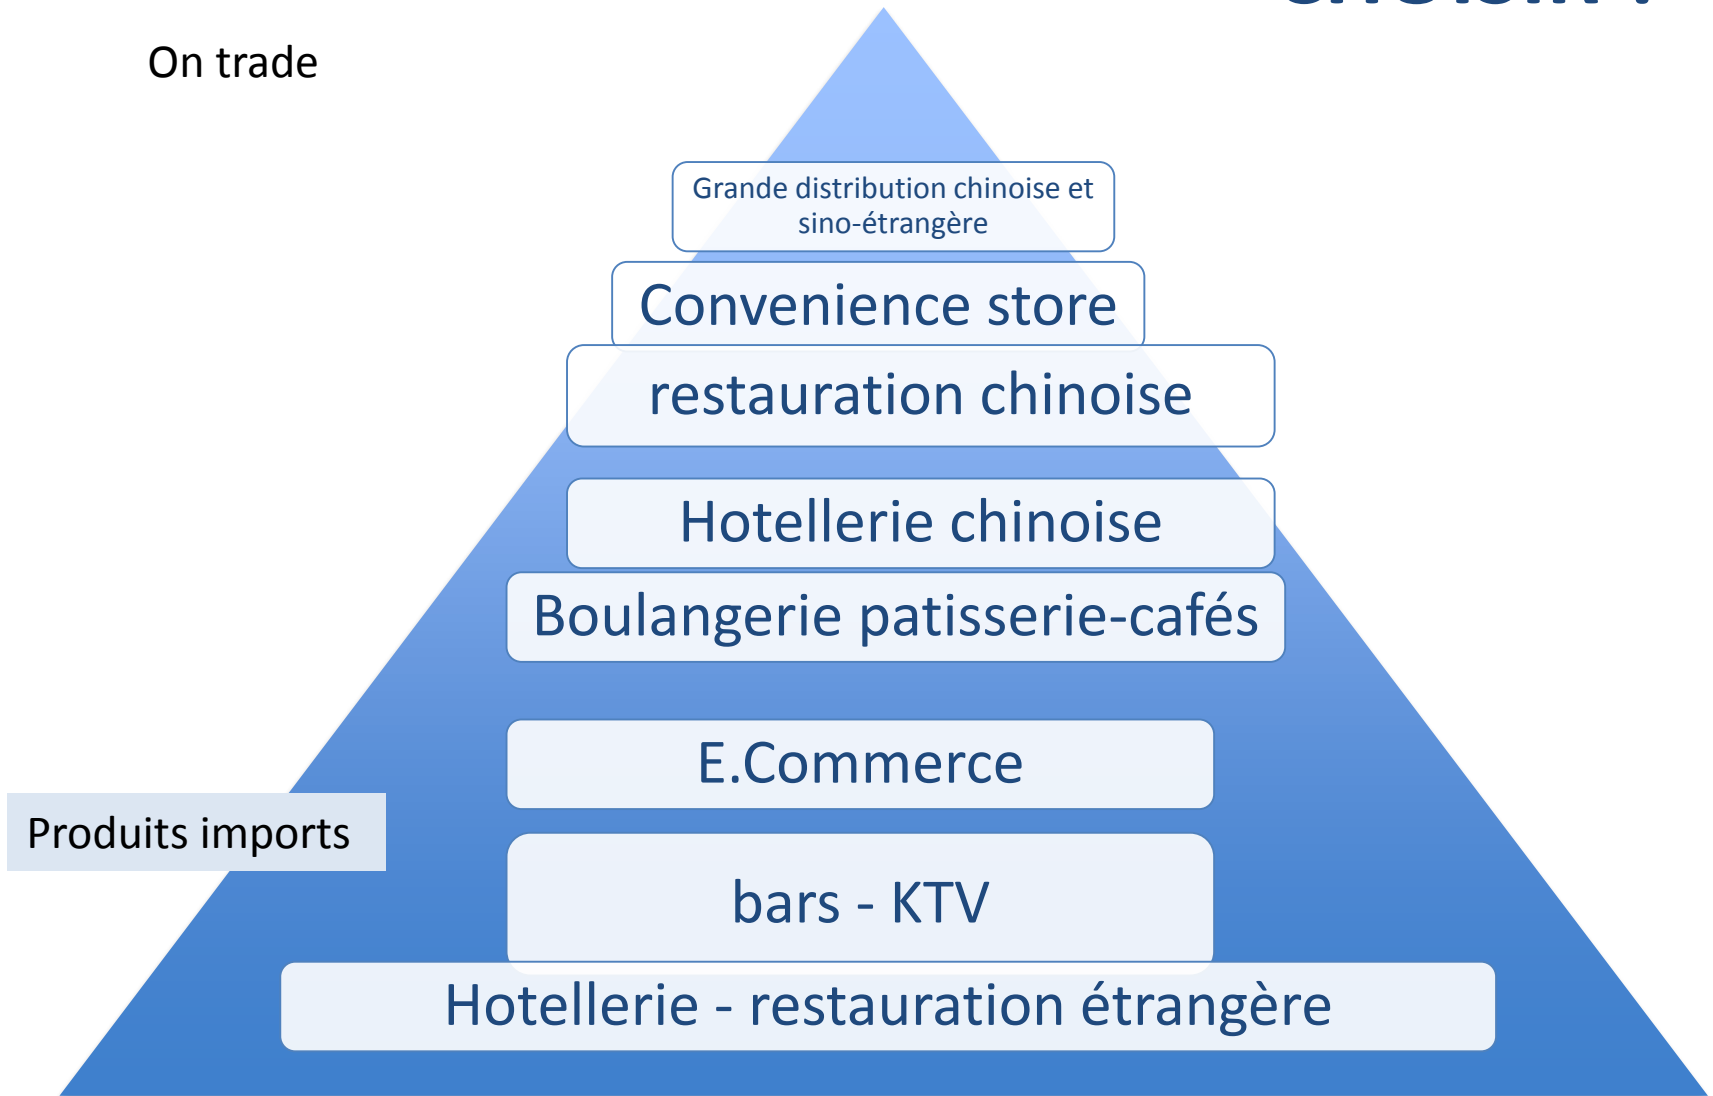 On trade
Grande distribution chinoise et
sino-étrangère
Convenience store
restauration chinoise
Hotellerie chinoise
Boulangerie patisserie-cafés
E.Commerce
Produits imports
bars - KTV
Hotellerie - restauration étrangère